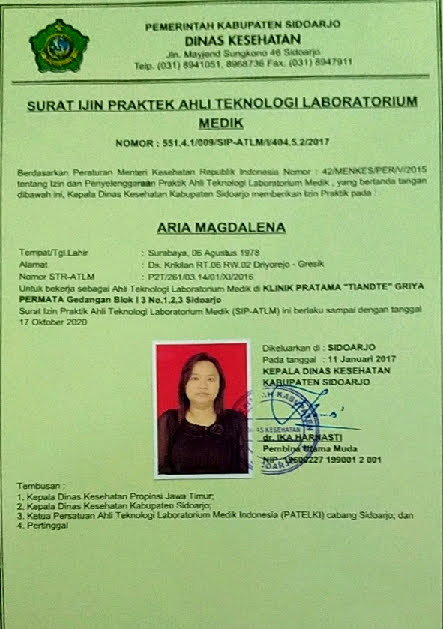 PEMERINTAH KABUPATEN SIDOARJO
DINAS KESEHATAN
Jln. Mayjend Sungkono 46 Sidoarjo
Telp. (031) 8941051, 8968736 Fax. (031) 8947911
SURAT IJIN PRAKTEK AHLI TEKNOLOGI LABORATORIUM
MEDIK
NOMOR : 551.4.1/009/SIP-ATLM/I/404.5.2/2017
Berdasarkan Peraturan Menteri Kesehatan Republik Indonesia Nomor : 42/MENKES/PER/V/2015
tentang Izin dan Penyelenggaraan Praktik Ahli Teknologi Laboratorium Medik , yang bertanda tangan
dibawah ini, Kepala Dinas Kesehatan Kabupaten Sidoarjo memberikan Izin Praktik pada :
ARIA MAGDALENA
Tempat/Tgl.Lahir : Surabaya, 06 Agustus 1978
Alamat : Ds. Krikilan RT.06 RW.02 Driyorejo - Gresik
Nomor STR-ATLM : P2T/261/03.14/01/XI/2016
Untuk bekerja sebagai Ahli Teknologi Laboratorium Medik di KLINIK PRATAMA "TIANDTE" GRIYA
PERMATA Gedangan Blok I 3 No.1,2,3 Sidoarjo
Surat Izin Praktik Ahli Teknologi Laboratorium Medik (SIP-ATLM) ini berlaku sampai dengan tanggal
17 Oktober 2020
Dikeluarkan di : SIDOARJO
Pada tanggal : 11 Januari 2017
KEPALA DINAS KESEHATAN
KABUPATEN SIDOARJO
dr. IKA HARNASTI
Pembina Utama Muda
NIP. 227 199001 2 001
Tembusan :
1. Kepala Dinas Kesehatan Propinsi Jawa Timur;
2. Kepala Dinas Kesehatan Kabupaten Sidoarjo;
3. Ketua Persatuan Ahli Teknologi Laboratorium Medik Indonesia (PATELKI) cabang Sidoarjo; dan
4. Pertinggal